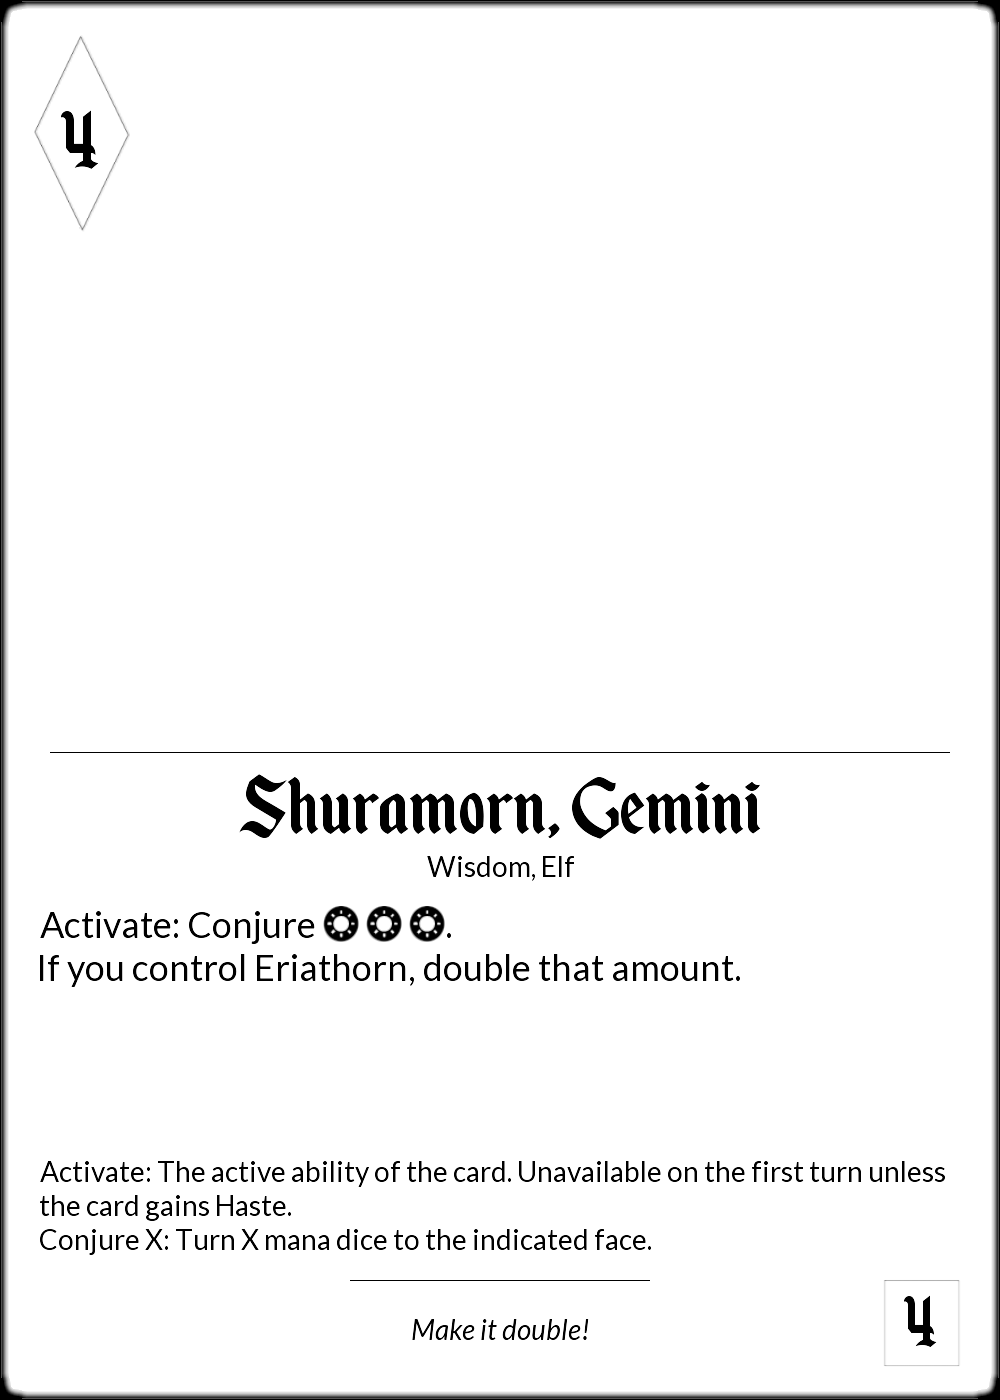 4
Shuramorn, Gemini
Wisdom, Elf
Activate: Conjure .
If you control Eriathorn, double that amount.
Activate: The active ability of the card. Unavailable on the first turn unless
the card gains Haste.
Conjure X: Turn X mana dice to the indicated face.
Make it double!
4